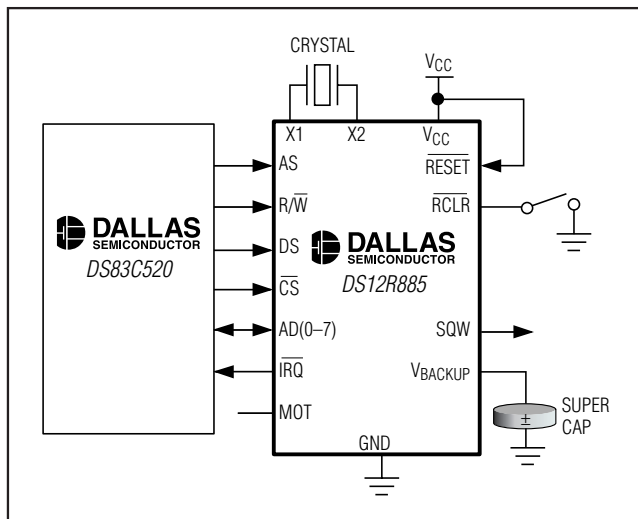 CRYSTAL
VCC
X1
X2
VCC
AS
RESET
R/W
RCLR
DALLAS
SEMICONDUCTOR
DS83C520
DS
DALLAS
SEMICONDUCTOR
DS12R885
CS
AD(0–7)
SQW
IRQ
VBACKUP
MOT
SUPER
CAP
±
GND